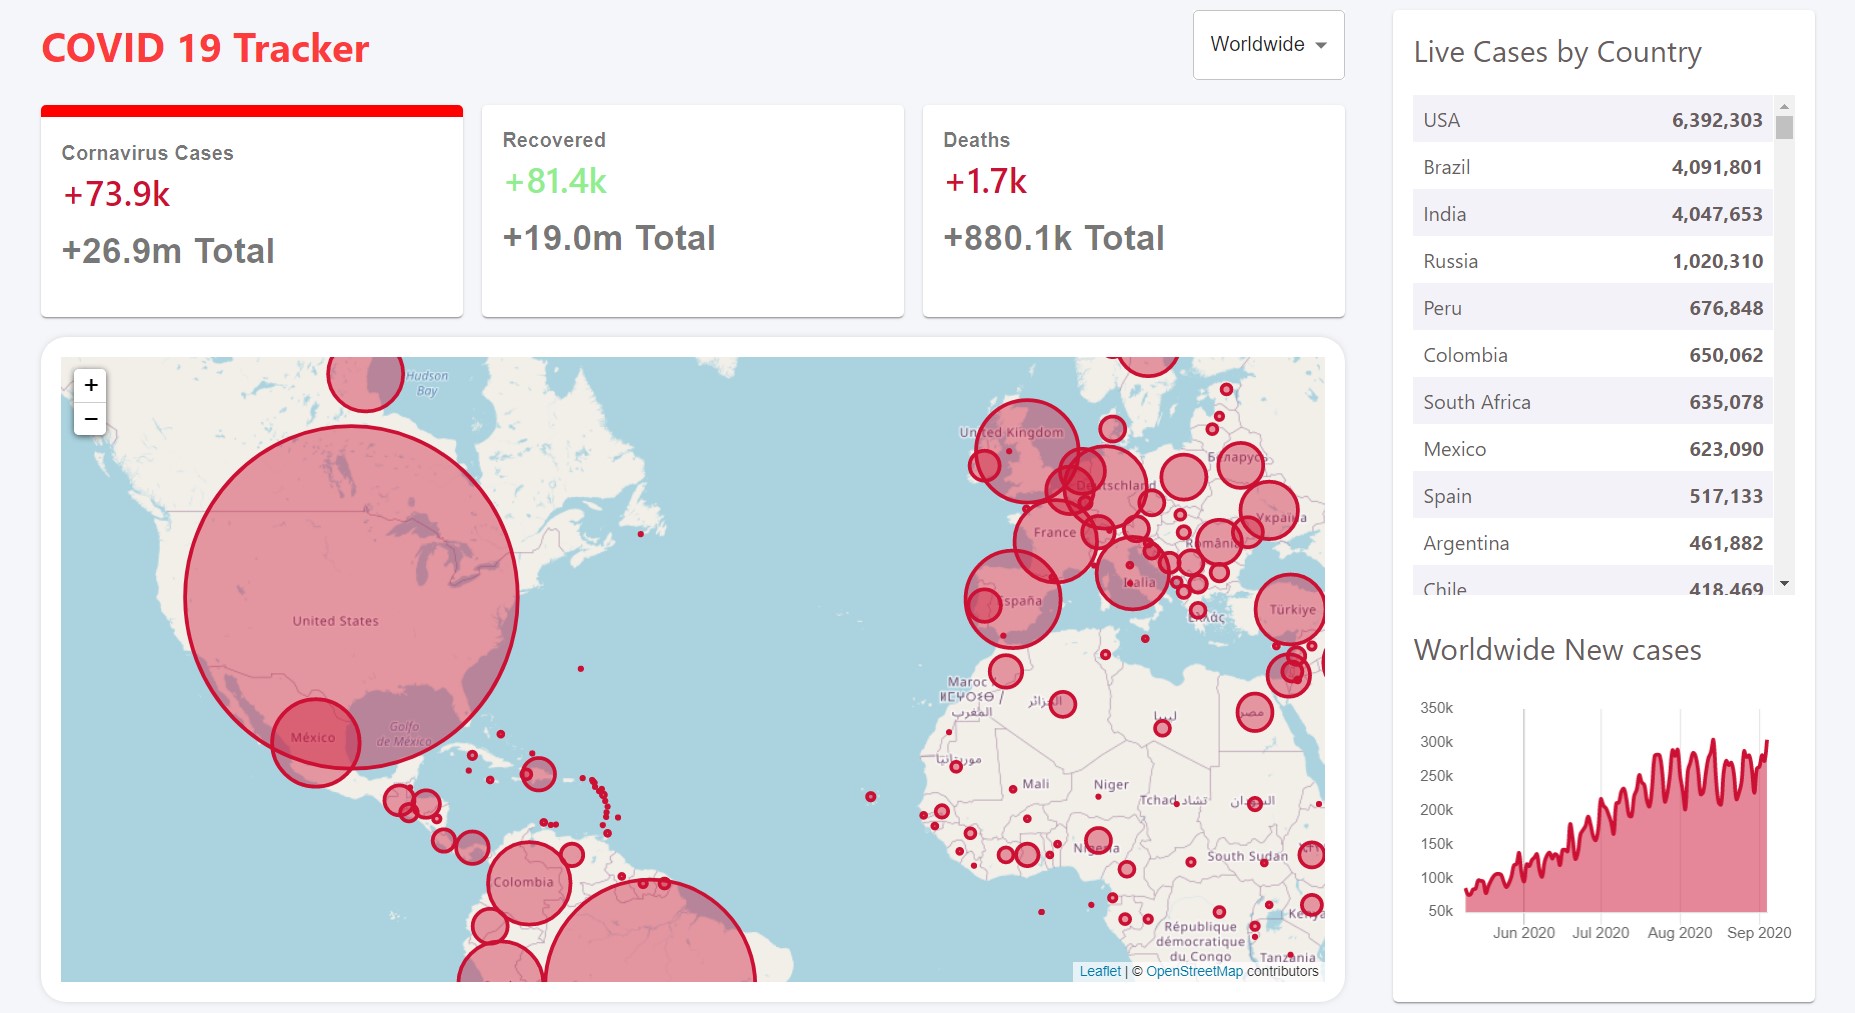 COVID 19 Tracker
Worldwide
Cornavirus Cases
+73.9k
+26.9m Total
Recovered
+81.4k
+19.0m Total
Deaths
+1.7k
+880.1k Total
+
−
Hudson
Bay
United Kingdom
Беларусь
Deutschland
Україна
France
România
Italia
España
Türkiye
Ελλάς
United States
México
Golfo
de México
Maroc
المغرب
ليبيا
مصر
موريتانيا
Mali
Niger
Tchad تشاد
السودان
Nigeria
South Sudan
Colombia
République
démocratique
du Congo
Kenya
Tanzania
Leaflet | © OpenStreetMap contributors
Live Cases by Country
USA 6,392,303
Brazil 4,091,801
India 4,047,653
Russia 1,020,310
Peru 676,848
Colombia 650,062
South Africa 635,078
Mexico 623,090
Spain 517,133
Argentina 461,882
Chile 418,469
Worldwide New cases
350k
300k
250k
200k
150k
100k
50k
Jun 2020 Jul 2020 Aug 2020 Sep 2020